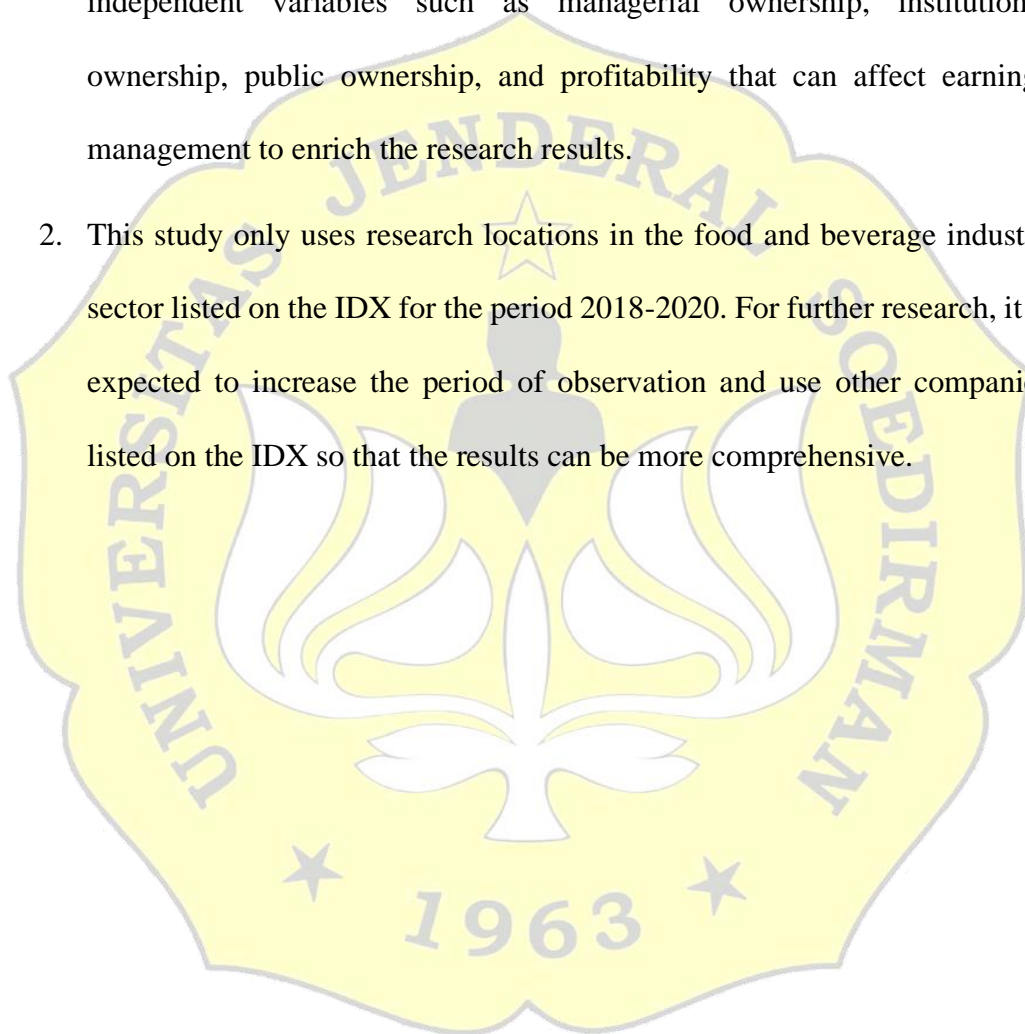 independent variables such as managerial ownership, institution
ownership, public ownership, and profitability that can affect earning
management to enrich the research results.
2. This study only uses research locations in the food and beverage indust
sector listed on the IDX for the period 2018-2020. For further research, it
expected to increase the period of observation and use other compani
listed on the IDX so that the results can be more comprehensive.
UNIVERSITAS JENDERAL SOEDIRMAN
1963